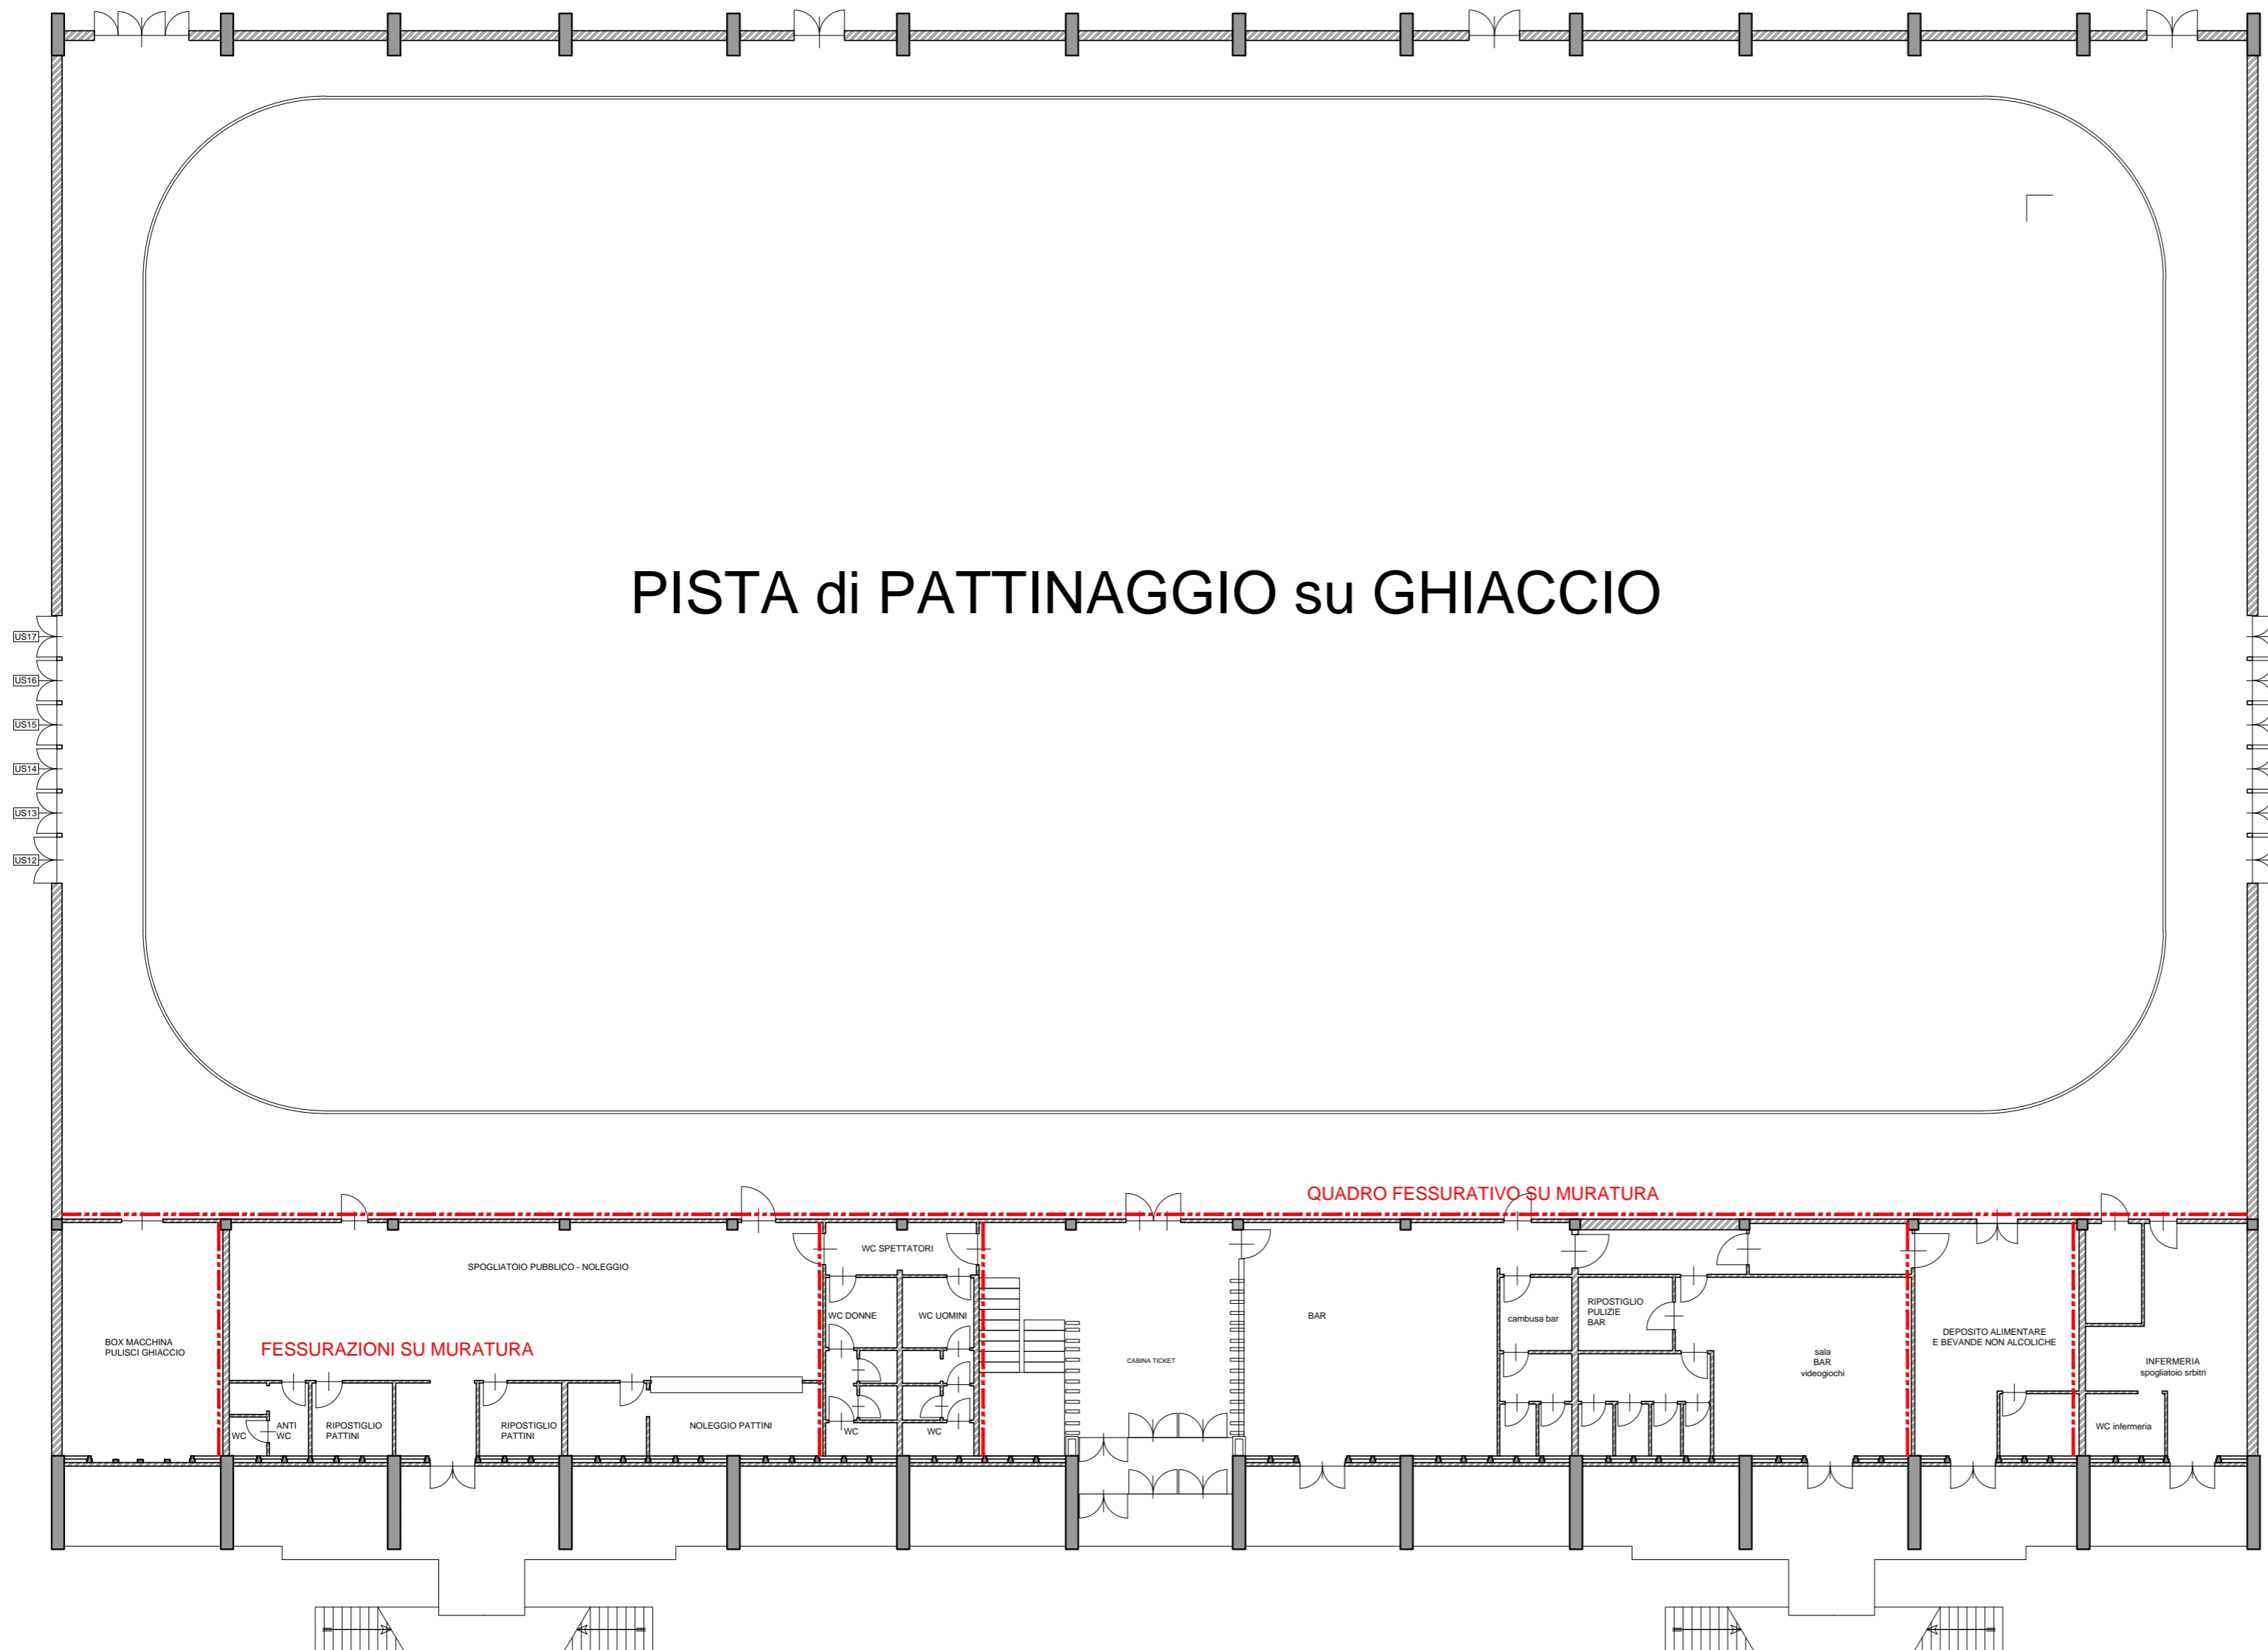 PISTA di PATTINAGGIO su GHIACCIO
US17
US16
US15
US14
US13
US12
QUADRO FESSURATIVO SU MURATURA
WC SPETTATORI
SPOGLIATOIO PUBBLICO - NOLEGGIO
WC DONNE
WC UOMINI
BAR
cambusa bar
RIPOSTIGLIO
PULIZIE
BAR
BOX MACCHINA
PULISCI GHIACCIO
FESSURAZIONI SU MURATURA
CABINA TICKET
sala
BAR
videogiochi
DEPOSITO ALIMENTARE
E BEVANDE NON ALCOLICHE
INFERMERIA
spogliatoio srbitri
WC
ANTI
WC
RIPOSTIGLIO
PATTINI
RIPOSTIGLIO
PATTINI
NOLEGGIO PATTINI
WC
WC
WC infermeria